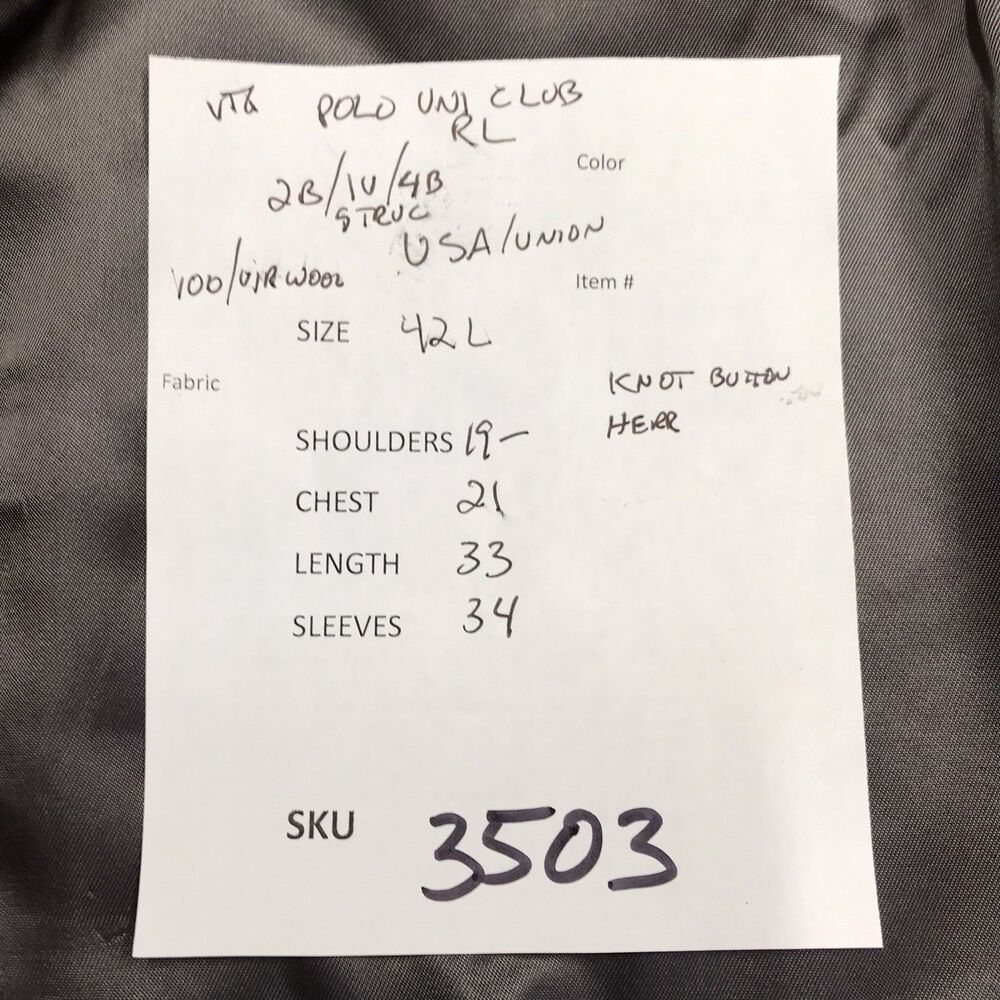 VTG POLO UNI CLUB
RL
Color
2B/1V/4B
STRUC
USA/UNION
100/VIR WOOL
Item #
SIZE 42 L
Fabric
KNOT BUTTON
HERR
SHOULDERS 19-
CHEST 21
LENGTH 33
SLEEVES 34
SKU 3503